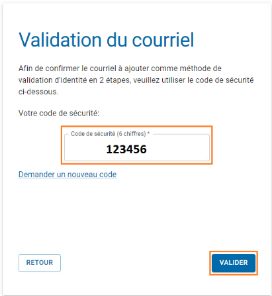 Validation du courriel
Afin de confirmer le courriel à ajouter comme méthode de
validation d'identité en 2 étapes, veuillez utiliser le code de sécurité
ci-dessous.
Votre code de sécurité:
Code de sécurité (6 chiffres) *
123456
Demander un nouveau code
RETOUR
VALIDER